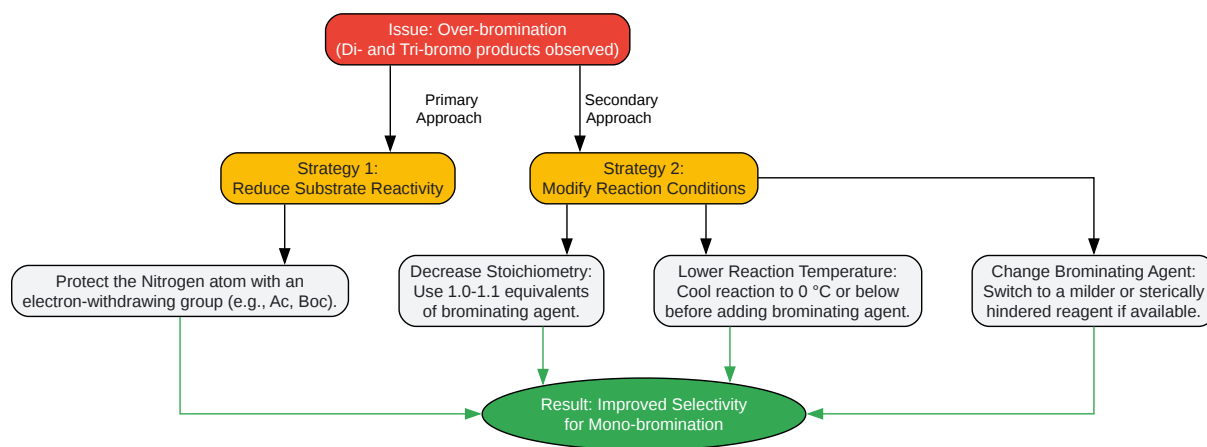 Issue: Over-bromination
(Di- and Tri-bromo products observed)
Primary
Approach
Secondary
Approach
Strategy 1:
Reduce Substrate Reactivity
Strategy 2:
Modify Reaction Conditions
Protect the Nitrogen atom with an
electron-withdrawing group (e.g., Ac, Boc).
Decrease Stoichiometry:
Use 1.0-1.1 equivalents
of brominating agent.
Lower Reaction Temperature:
Cool reaction to 0 °C or below
before adding brominating agent.
Change Brominating Agent:
Switch to a milder or sterically
hindered reagent if available.
Result: Improved Selectivity
for Mono-bromination